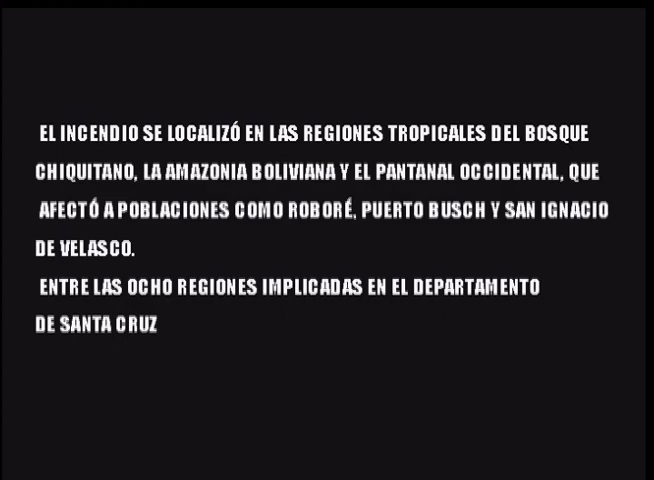 EL INCENDIO SE LOCALIZÓ EN LAS REGIONES TROPICALES DEL BOSQUE
CHIQUITANO, LA AMAZONIA BOLIVIANA Y EL PANTANAL OCCIDENTAL, QUE
AFECTÓ A POBLACIONES COMO ROBORÉ, PUERTO BUSCH Y SAN IGNACIO
DE VELASCO.
ENTRE LAS OCHO REGIONES IMPLICADAS EN EL DEPARTAMENTO
DE SANTA CRUZ